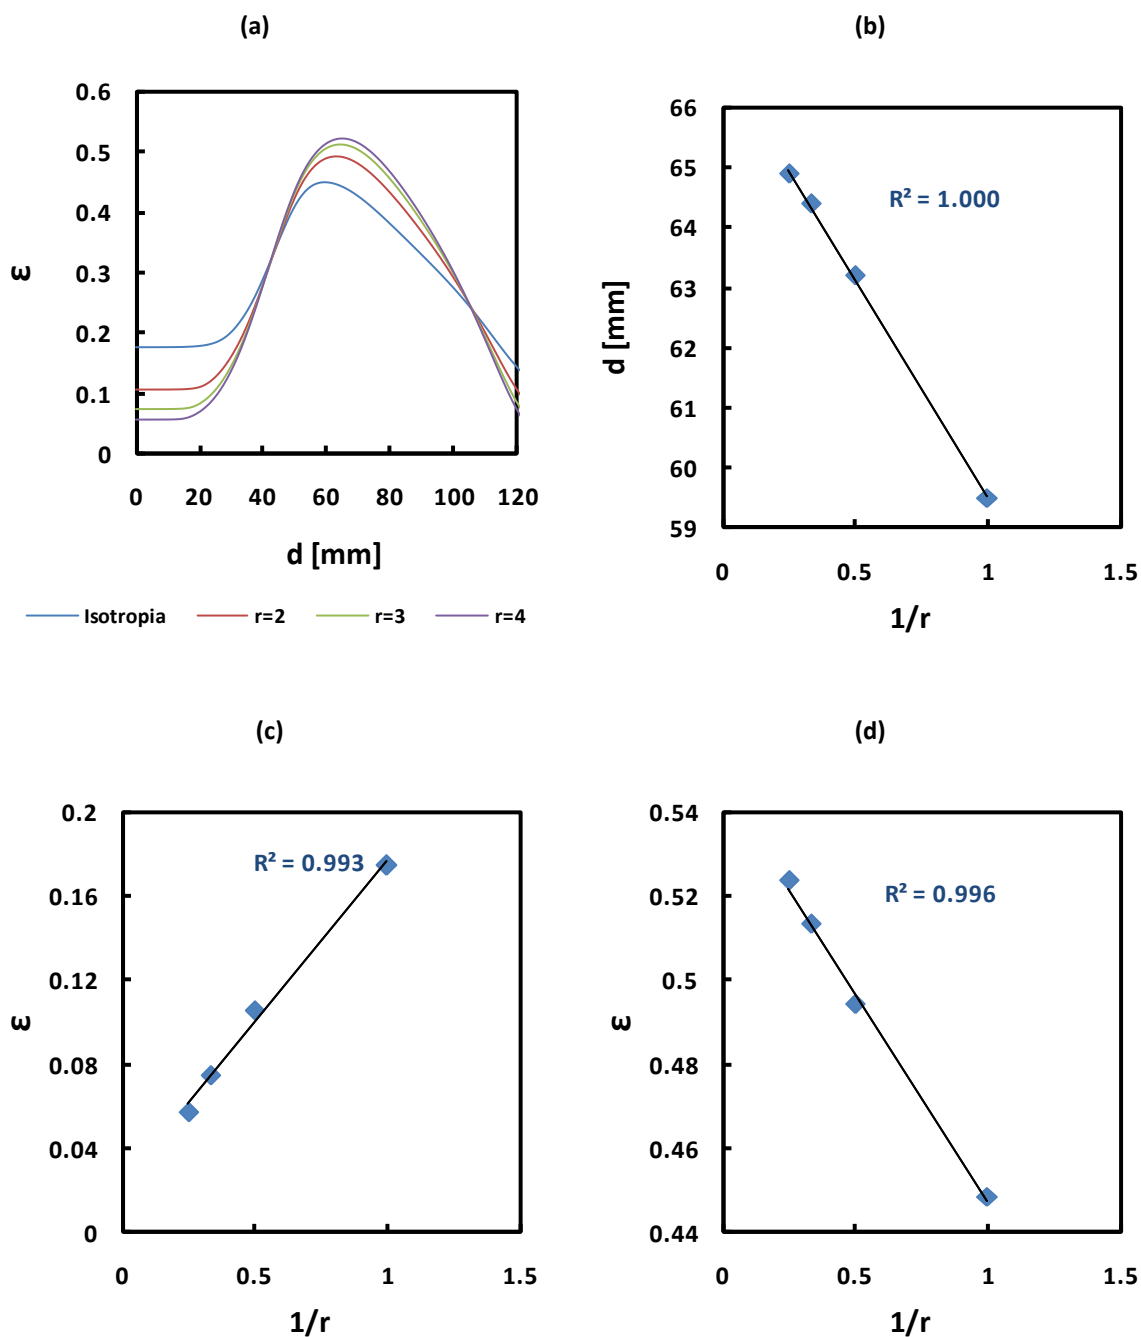 (a)
0.6
0.5
0.4
0.3
0.2
0.1
0
ε
0 20 40 60 80 100 120
d [mm]
Isotropia r=2 r=3 r=4
(b)
66
65
64
63
62
61
60
59
d [mm]
R² = 1.000
0 0.5 1 1.5
1/r
(c)
0.2
0.16
0.12
0.08
0.04
0
ε
R² = 0.993
0 0.5 1 1.5
1/r
(d)
0.54
0.52
0.5
0.48
0.46
0.44
ε
R² = 0.996
0 0.5 1 1.5
1/r